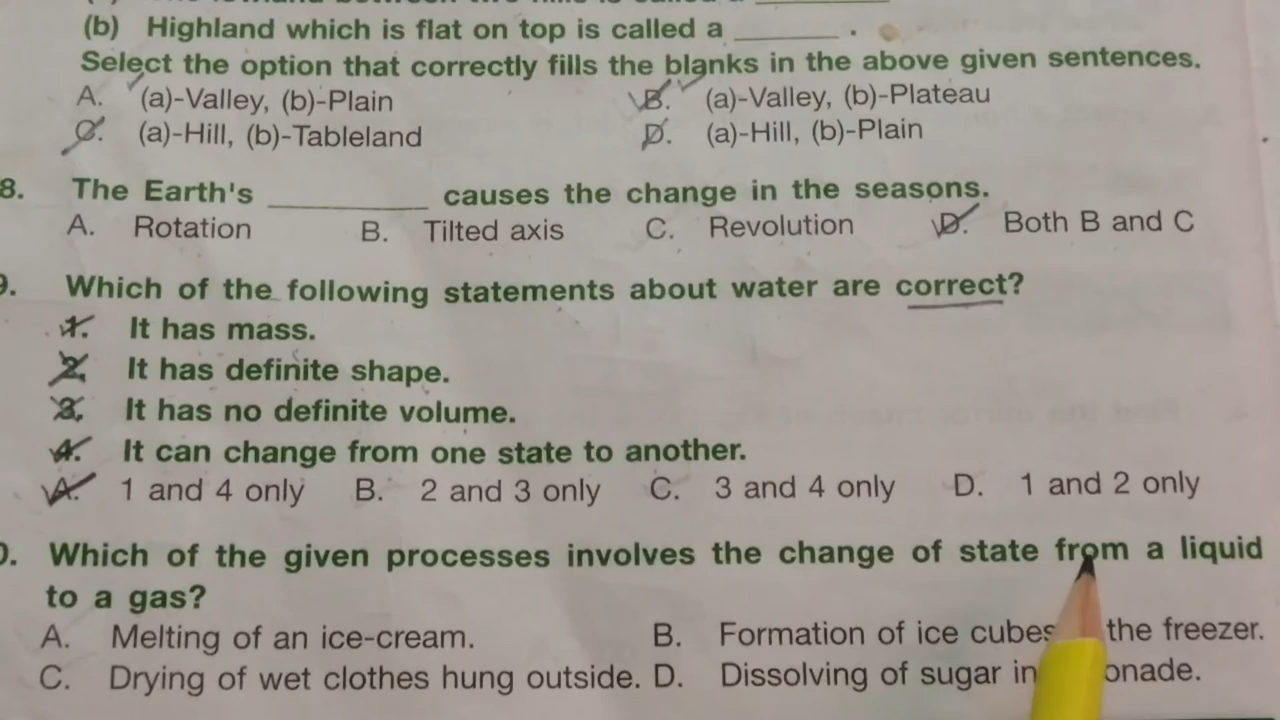 (b) Highland which is flat on top is called a ________ .
Select the option that correctly fills the blanks in the above given sentences.
A. (a)-Valley, (b)-Plain B. (a)-Valley, (b)-Plateau
C. (a)-Hill, (b)-Tableland D. (a)-Hill, (b)-Plain
8. The Earth's __________ causes the change in the seasons.
A. Rotation B. Tilted axis C. Revolution D. Both B and C
9. Which of the following statements about water are correct?
1. It has mass.
2. It has definite shape.
3. It has no definite volume.
4. It can change from one state to another.
A. 1 and 4 only B. 2 and 3 only C. 3 and 4 only D. 1 and 2 only
0. Which of the given processes involves the change of state from a liquid
to a gas?
A. Melting of an ice-cream. B. Formation of ice cubes the freezer.
C. Drying of wet clothes hung outside. D. Dissolving of sugar in onade.